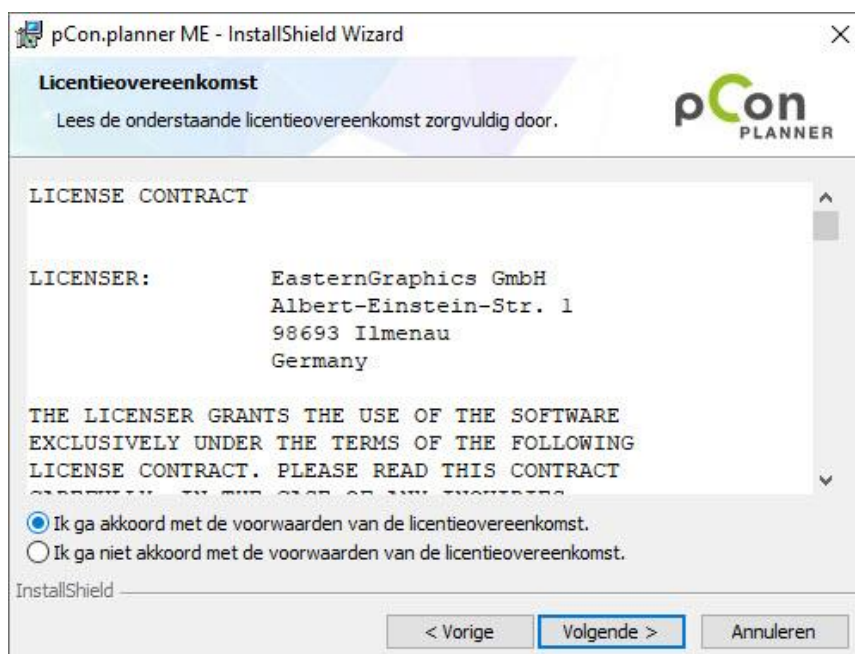 pCon.planner ME - InstallShield Wizard
Licentieovereenkomst
Lees de onderstaande licentieovereenkomst zorgvuldig door.
pCon
PLANNER
LICENSE CONTRACT
LICENSER: EasternGraphics GmbH
Albert-Einstein-Str. 1
98693 Ilmenau
Germany
THE LICENSER GRANTS THE USE OF THE SOFTWARE
EXCLUSIVELY UNDER THE TERMS OF THE FOLLOWING
LICENSE CONTRACT. PLEASE READ THIS CONTRACT
Ik ga akkoord met de voorwaarden van de licentieovereenkomst.
Ik ga niet akkoord met de voorwaarden van de licentieovereenkomst.
InstallShield
< Vorige
Volgende >
Annuleren